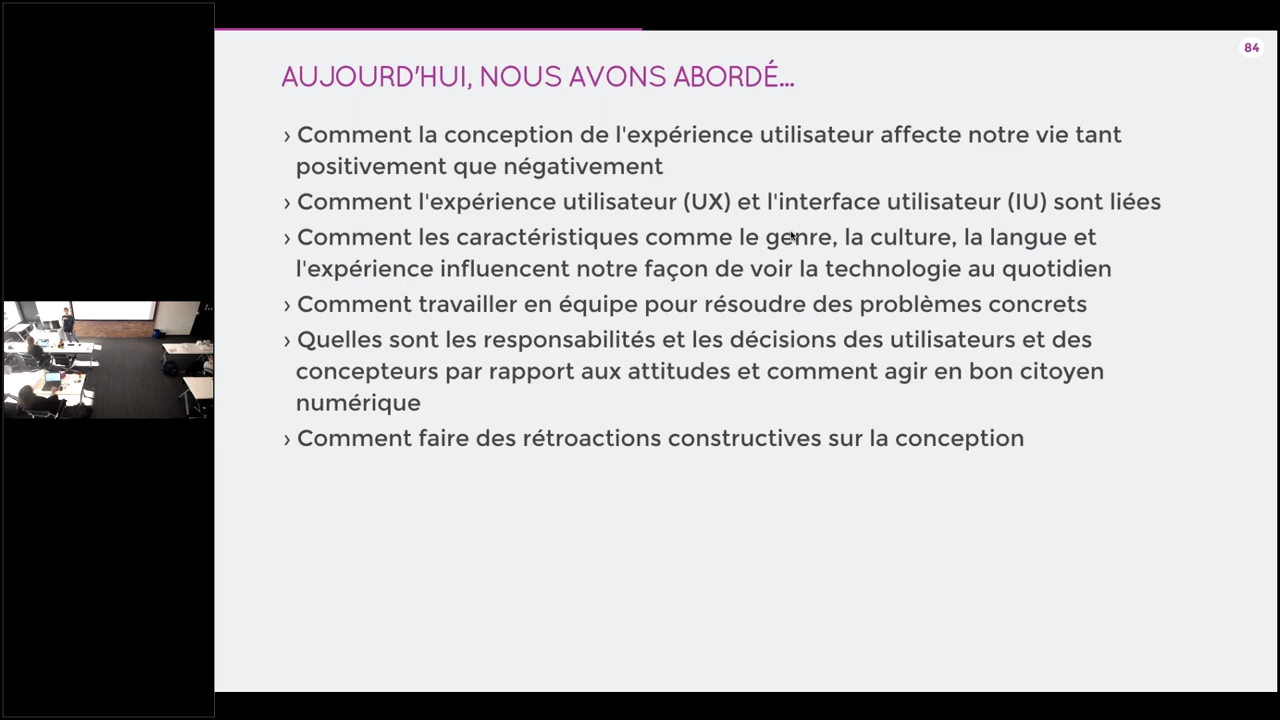 84
AUJOURD'HUI, NOUS AVONS ABORDÉ...
› Comment la conception de l'expérience utilisateur affecte notre vie tant
positivement que négativement
› Comment l'expérience utilisateur (UX) et l'interface utilisateur (IU) sont liées
› Comment les caractéristiques comme le genre, la culture, la langue et
l'expérience influencent notre façon de voir la technologie au quotidien
› Comment travailler en équipe pour résoudre des problèmes concrets
› Quelles sont les responsabilités et les décisions des utilisateurs et des
concepteurs par rapport aux attitudes et comment agir en bon citoyen
numérique
› Comment faire des rétroactions constructives sur la conception